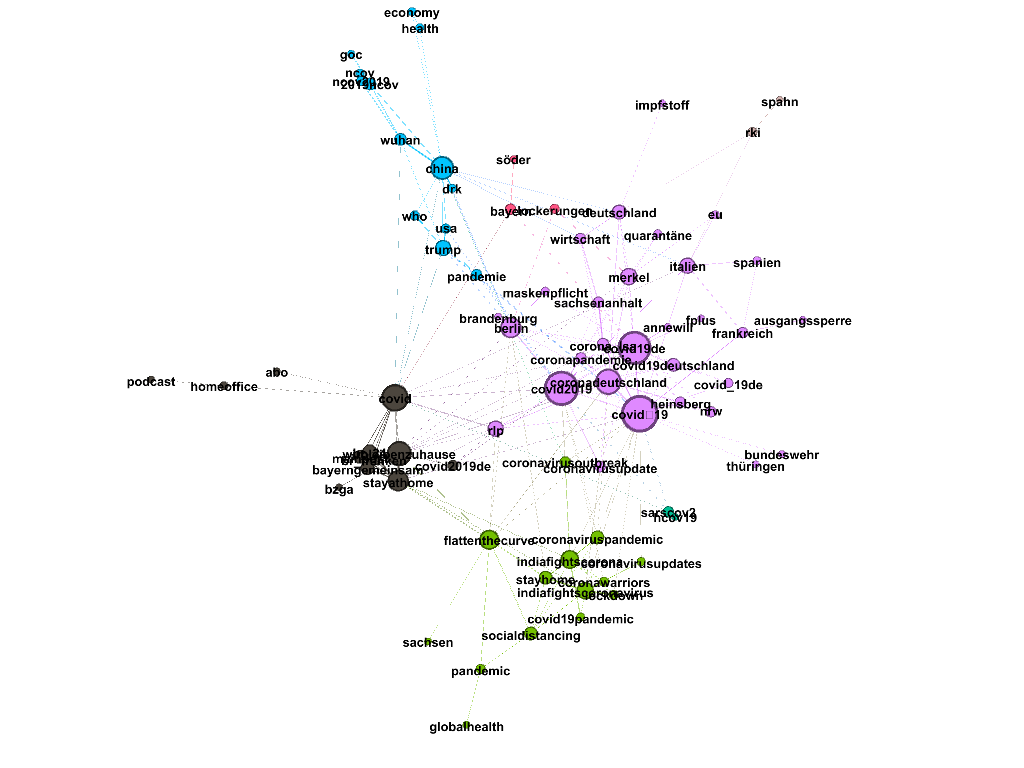 economy
health
goc
ncov
ncov2019
2019ncov
impfstoff
spahn
rki
wuhan
söder
china
drk
bayern
lockerungen
deutschland
who
eu
usa
wirtschaft
quarantäne
trump
italien
spanien
pandemie
merkel
maskenpflicht
sachsenanhalt
brandenburg
berlin
annewill
fplus
ausgangssperre
frankreich
covid19de
coronapandemie
covid19deutschland
abo
podcast
homeoffice
covid2019
coronadeutschland
covid_19de
covid
heinsberg
nrw
covid 19
rlp
wirbleibenzuhause
bayerngemeinsam
covid2019de
coronavirusoutbreak
coronavirusupdate
bundeswehr
thüringen
stayathome
bzga
sarscov2
ncov19
flattenthecurve
coronaviruspandemic
indiafightscorona
coronavirusupdates
stayhome
coronawarriors
indiafightscoronavirus
lockdown
covid19pandemic
socialdistancing
sachsen
pandemic
globalhealth